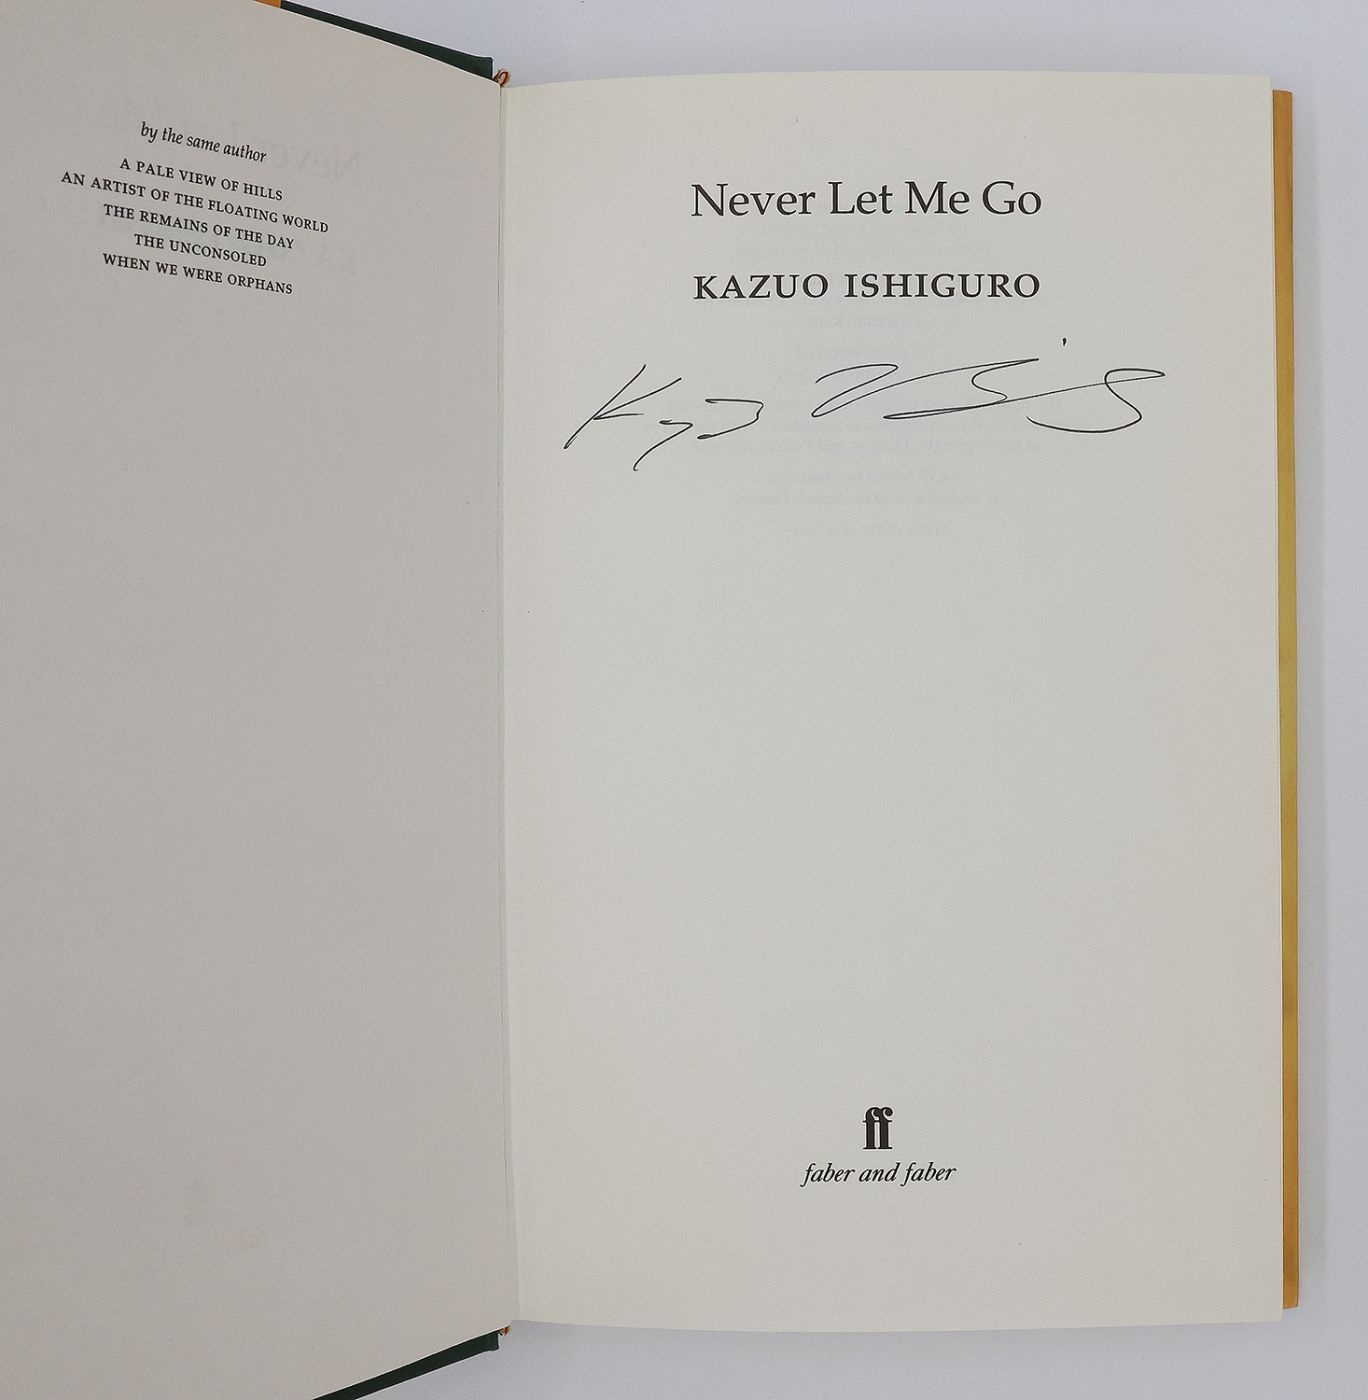 by the same author
A PALE VIEW OF HILLS
AN ARTIST OF THE FLOATING WORLD
THE REMAINS OF THE DAY
THE UNCONSOLED
WHEN WE WERE ORPHANS
Never Let Me Go
KAZUO ISHIGURO
ff
faber and faber